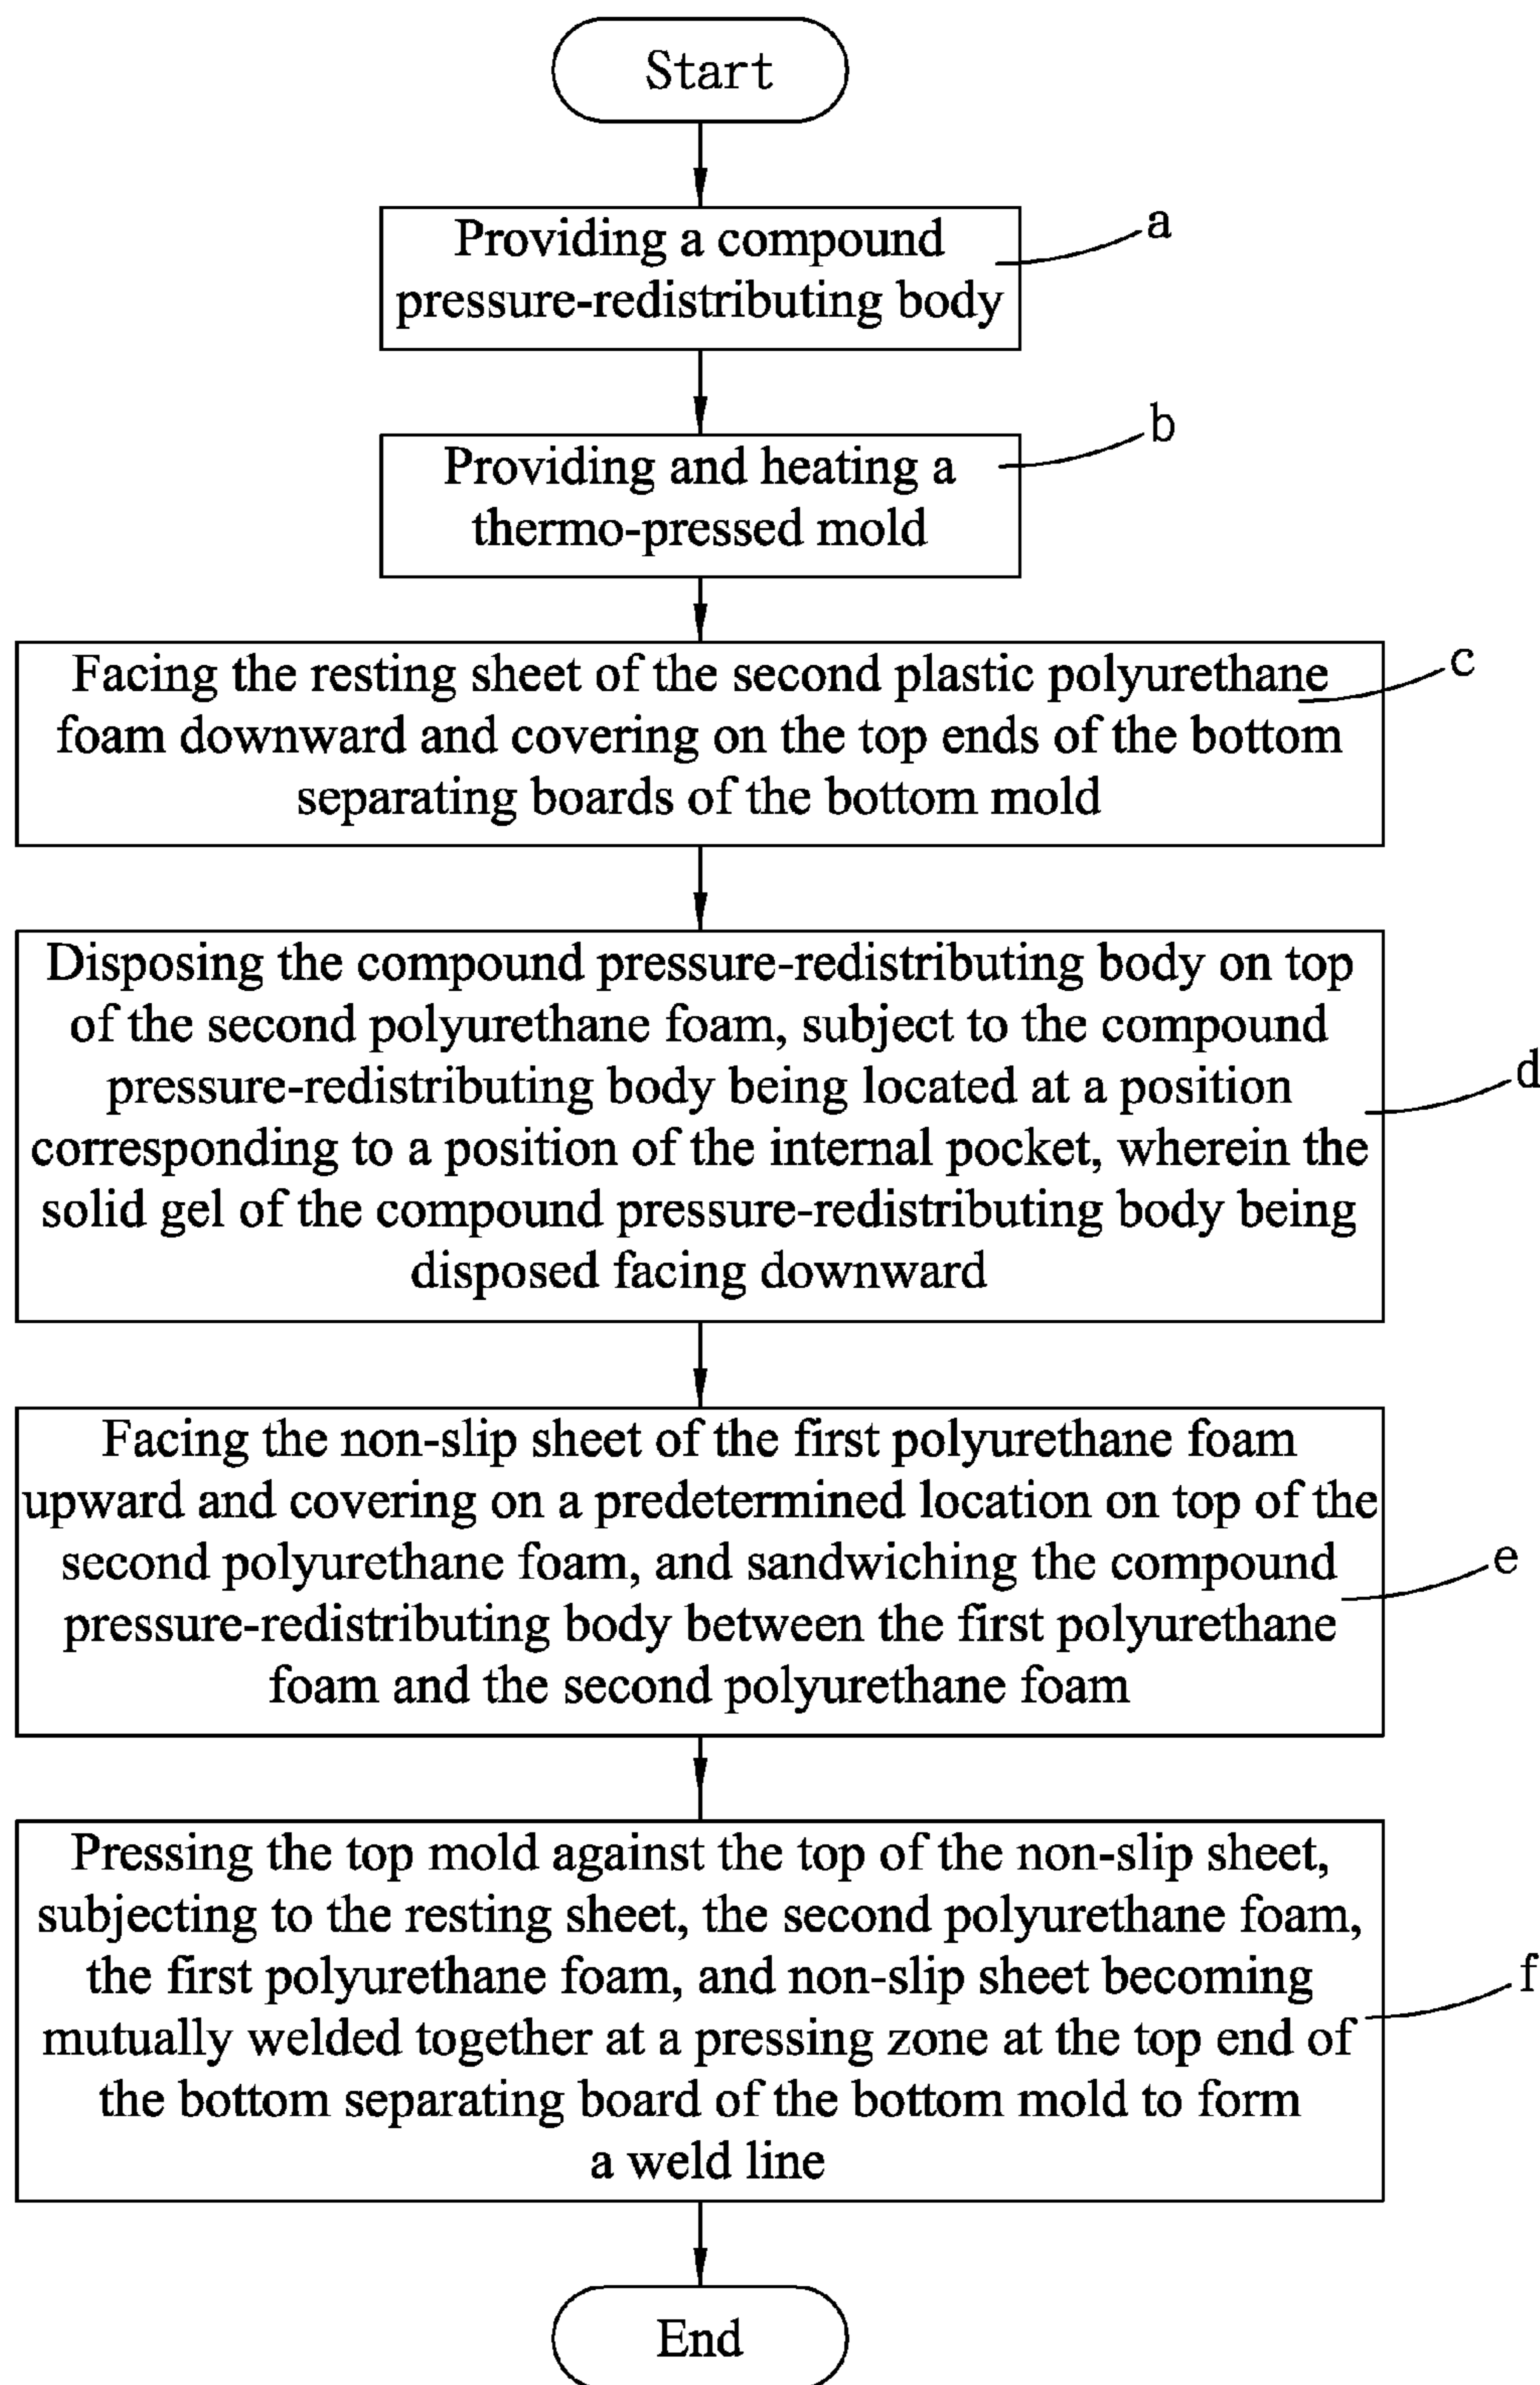 Start
Providing a compound
pressure-redistributing body
a
Providing and heating a
thermo-pressed mold
b
Facing the resting sheet of the second plastic polyurethane
foam downward and covering on the top ends of the bottom
separating boards of the bottom mold
c
Disposing the compound pressure-redistributing body on top
of the second polyurethane foam, subject to the compound
pressure-redistributing body being located at a position
corresponding to a position of the internal pocket, wherein the
solid gel of the compound pressure-redistributing body being
disposed facing downward
d
Facing the non-slip sheet of the first polyurethane foam
upward and covering on a predetermined location on top of the
second polyurethane foam, and sandwiching the compound
pressure-redistributing body between the first polyurethane
foam and the second polyurethane foam
e
Pressing the top mold against the top of the non-slip sheet,
subjecting to the resting sheet, the second polyurethane foam,
the first polyurethane foam, and non-slip sheet becoming
mutually welded together at a pressing zone at the top end of
the bottom separating board of the bottom mold to form
a weld line
f
End